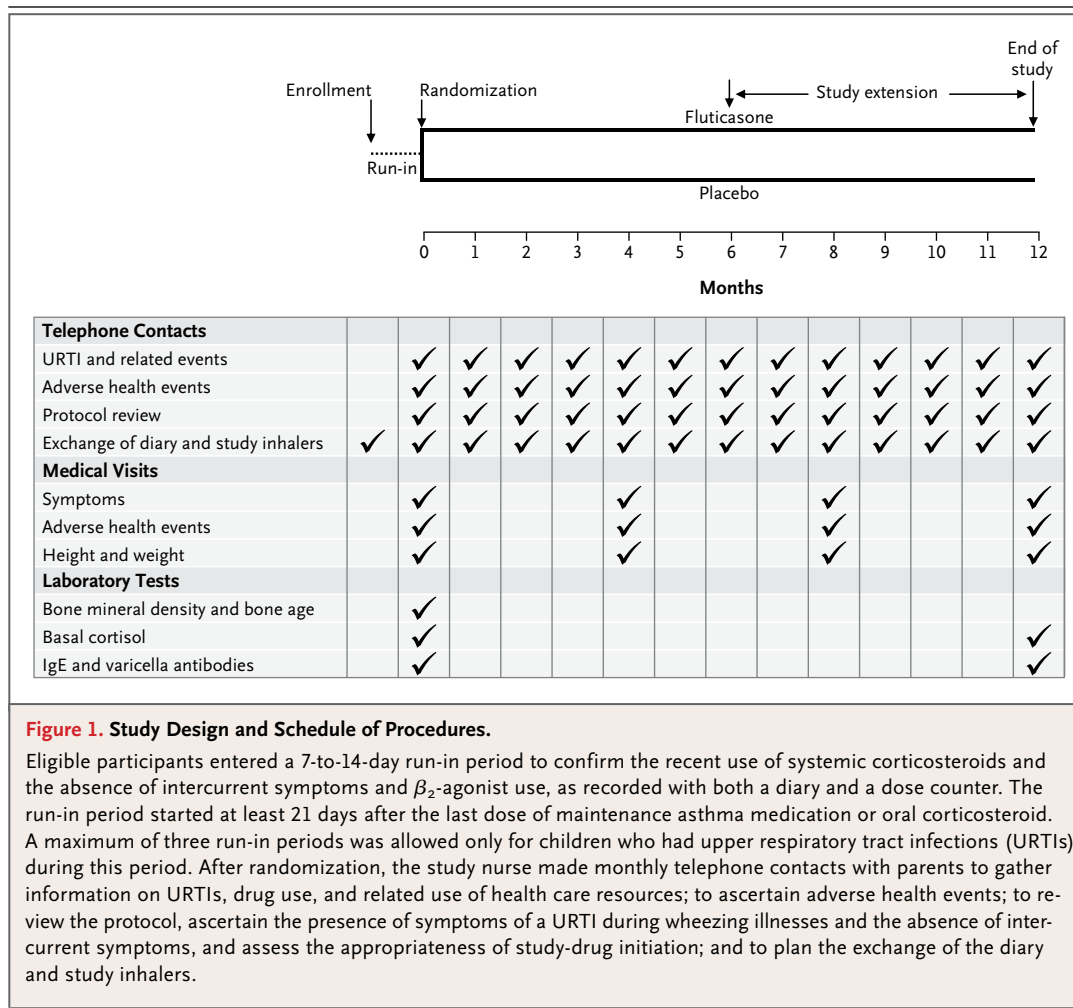 End of
study
Enrollment
Randomization
Study extension
Fluticasone
Run-in
Placebo
0 1 2 3 4 5 6 7 8 9 10 11 12
Months
Telephone Contacts
URTI and related events
Adverse health events
Protocol review
Exchange of diary and study inhalers
Medical Visits
Symptoms
Adverse health events
Height and weight
Laboratory Tests
Bone mineral density and bone age
Basal cortisol
IgE and varicella antibodies
Figure 1. Study Design and Schedule of Procedures.
Eligible participants entered a 7-to-14-day run-in period to confirm the recent use of systemic corticosteroids and
the absence of intercurrent symptoms and β₂-agonist use, as recorded with both a diary and a dose counter. The
run-in period started at least 21 days after the last dose of maintenance asthma medication or oral corticosteroid.
A maximum of three run-in periods was allowed only for children who had upper respiratory tract infections (URTIs)
during this period. After randomization, the study nurse made monthly telephone contacts with parents to gather
information on URTIs, drug use, and related use of health care resources; to ascertain adverse health events; to re-
view the protocol, ascertain the presence of symptoms of a URTI during wheezing illnesses and the absence of inter-
current symptoms, and assess the appropriateness of study-drug initiation; and to plan the exchange of the diary
and study inhalers.